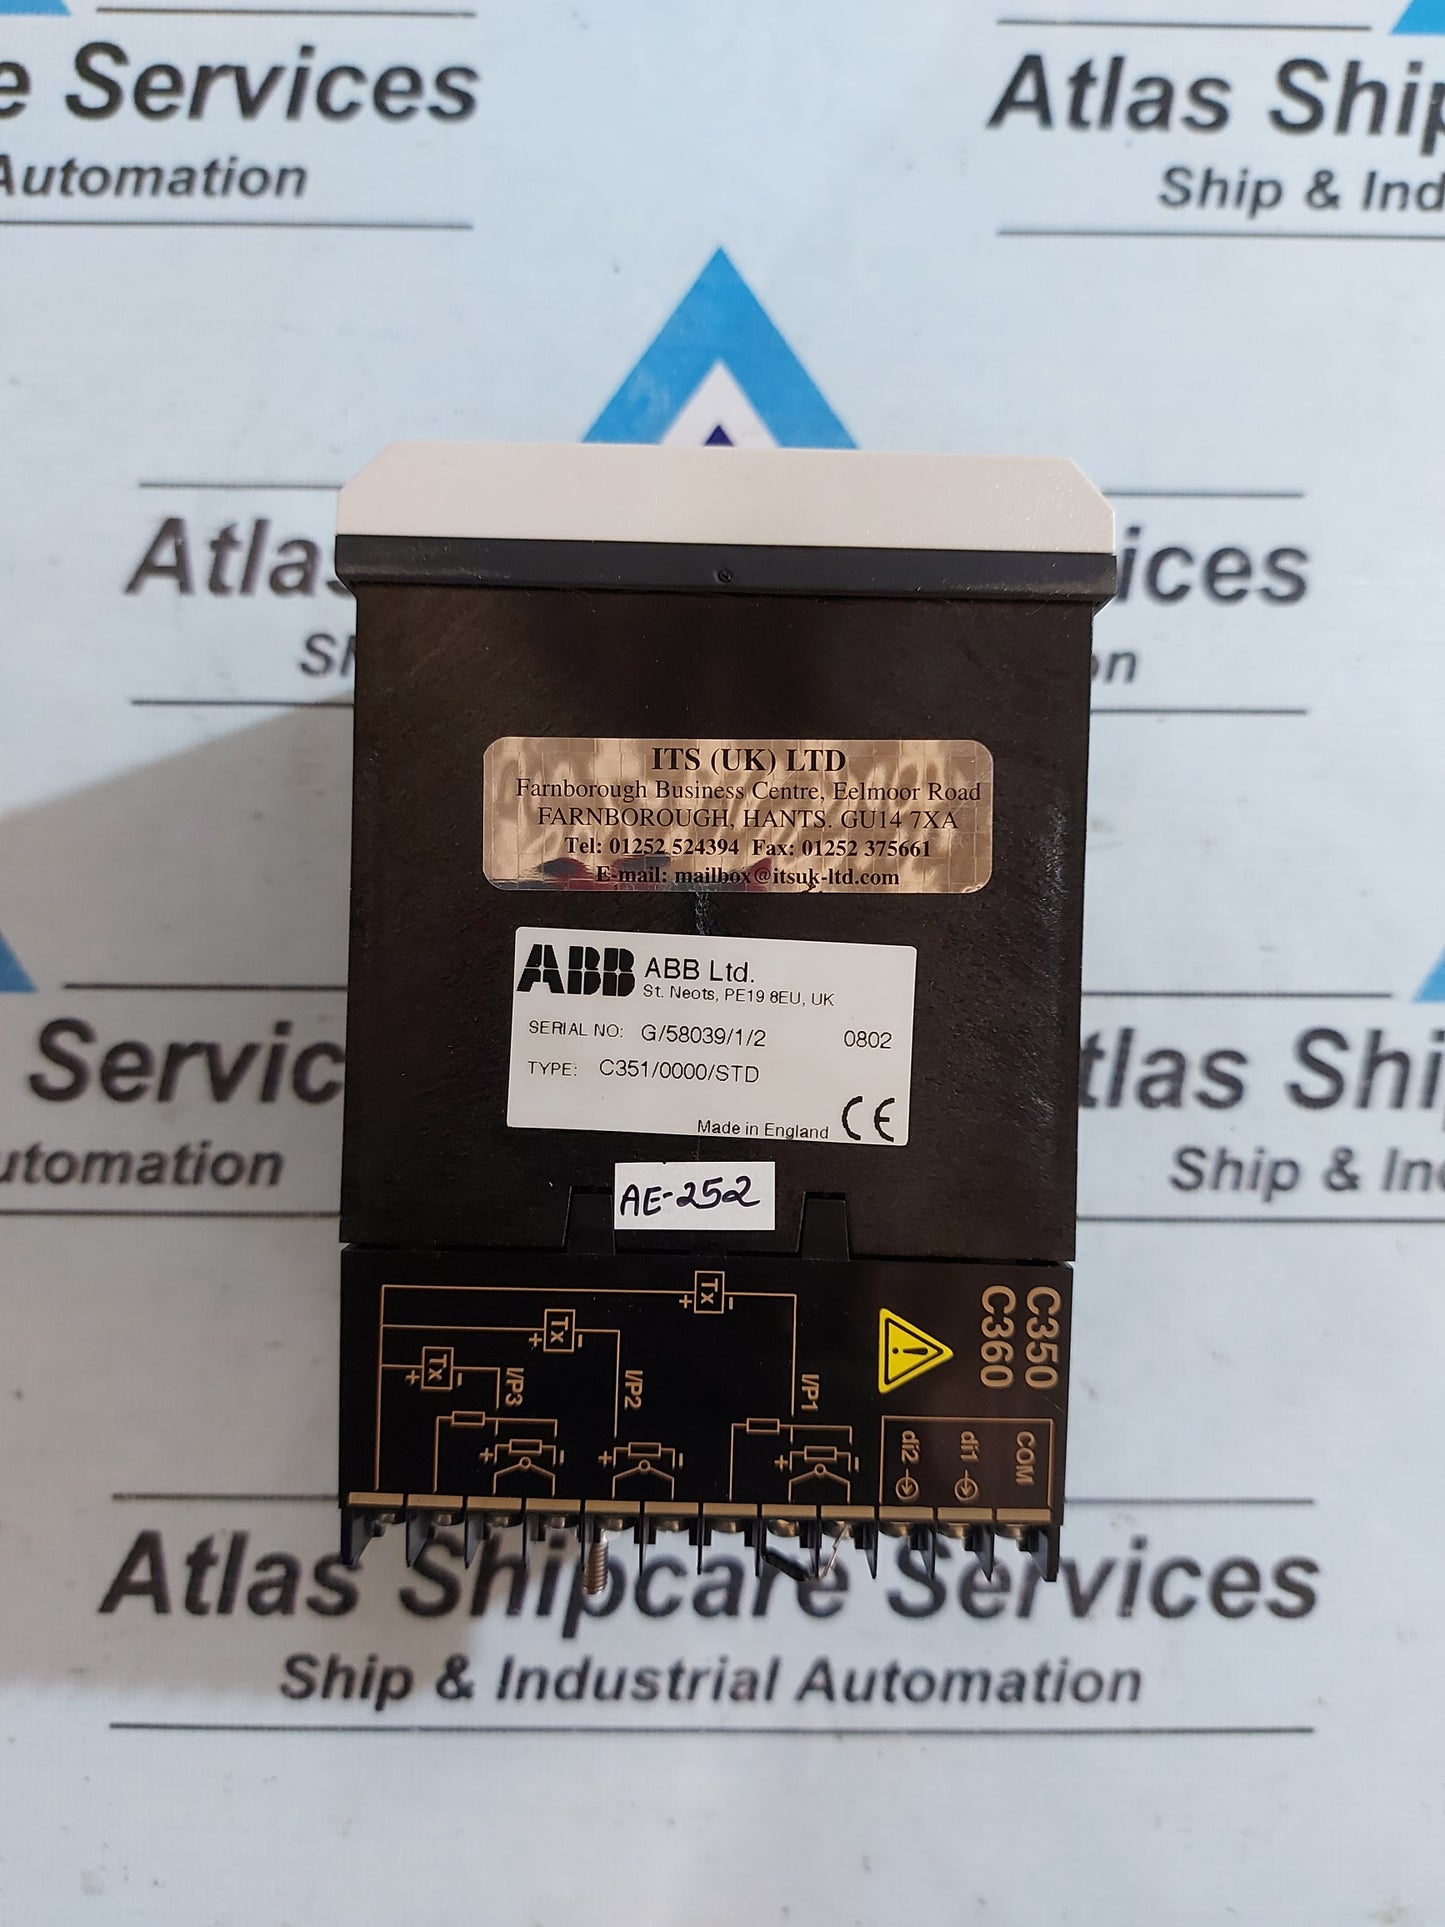 e Services
Automation
Atlas Ship
Ship & Ind
Atla
ices
on
ITS (UK) LTD
Farnborough Business Centre, Eelmoor Road
FARNBOROUGH, HANTS. GU14 7XA
Tel: 01252 524394 Fax: 01252 375661
E-mail: mailbox@itsuk-ltd.com
ABB ABB Ltd.
St. Neots, PE19 8EU, UK
SERIAL NO: G/58039/1/2 0802
TYPE: C351/0000/STD
Made in England CE
Servic
utomation
tlas Shi
Ship & In
AE-252
C350
C360
Tx + -
Tx + -
Tx + -
I/P3
I/P2
I/P1
+ -
+ -
+ -
di2
di1
COM
Atlas Shipcare Services
Ship & Industrial Automation